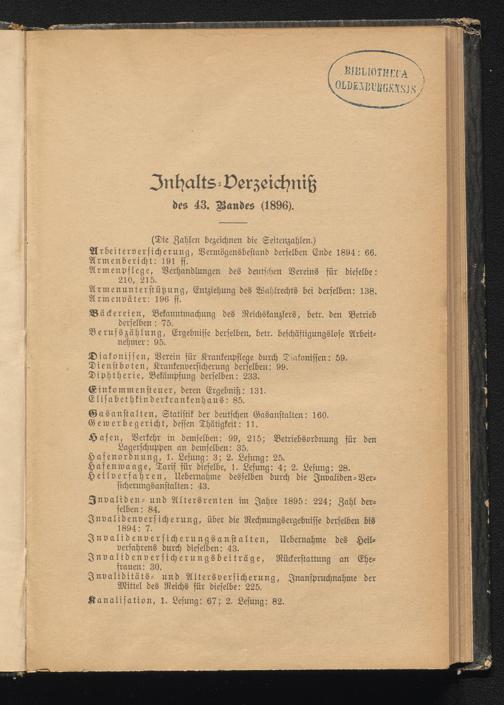 BIBLIOTHECA
OLDENBURGENSIS
Inhalts-Verzeichniß
des 43. Bandes (1896).
(Die Zahlen bezeichnen die Seitenzahlen.)
Arbeiterversicherung, Vermögensbestand derselben Ende 1894: 66.
Armenbericht: 191 ff.
Armenpflege, Verhandlungen des deutschen Vereins für dieselbe:
210, 215.
Armenunterstützung, Entziehung des Wahlrechts bei derselben: 138.
Armenväter: 196 ff.
Bäckereien, Bekanntmachung des Reichskanzlers, betr. den Betrieb
derselben: 75.
Berufszählung, Ergebnisse derselben, betr. beschäftigungslose Arbeit-
nehmer: 95.
Diakonissen, Verein für Krankenpflege durch Diakonissen: 59.
Dienstboten, Krankenversicherung derselben: 99.
Diphtherie, Bekämpfung derselben: 233.
Einkommensteuer, deren Ergebniß: 131.
Elisabethkinderkrankenhaus: 85.
Gasanstalten, Statistik der deutschen Gasanstalten: 160.
Gewerbegericht, dessen Thätigkeit: 11.
Hafen, Verkehr in demselben: 99, 215; Betriebsordnung für den
Lagerschuppen an demselben: 35.
Hafenordnung, 1. Lesung: 3; 2. Lesung: 25.
Hafenwaage, Tarif für dieselbe, 1. Lesung: 4; 2. Lesung: 28.
Heilverfahren, Uebernahme desselben durch die Invaliden-Ver-
sicherungsanstalten: 43.
Invaliden- und Altersrenten im Jahre 1895: 224; Zahl der-
selben: 84.
Invalidenversicherung, über die Rechnungsergebnisse derselben bis
1894: 7.
Invalidenversicherungsanstalten, Uebernahme des Heil-
verfahrens durch dieselben: 43.
Invalidenversicherungsbeiträge, Rückerstattung an Ehe-
frauen: 30.
Invaliditäts- und Altersversicherung, Inanspruchnahme der
Mittel des Reichs für dieselbe: 225.
Kanalisation, 1. Lesung: 67; 2. Lesung: 82.